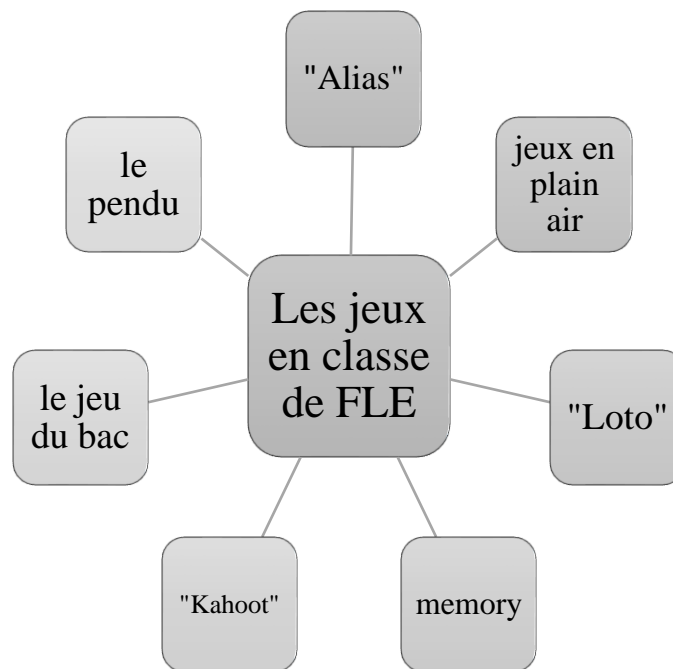 "Alias"
jeux en
plain
air
"Loto"
memory
"Kahoot"
le jeu
du bac
le
pendu
Les jeux
en classe
de FLE